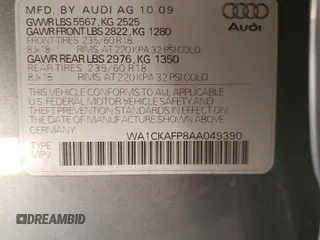 MFD. BY AUDI AG 10 09
GVWR LBS 5567, KG 2525
GAWR FRONT LBS 2822, KG 1280
FRONT TIRES 235/60 R18
8Jx18 RIMS, AT 220 KPA 32 PSI COLD
GAWR REAR LBS 2976, KG 1350
REAR TIRES 235/60 R18
8Jx18 RIMS, AT 220 KPA 32 PSI COLD
Audi
THIS VEHICLE CONFORMS TO ALL APPLICABLE
U.S. FEDERAL MOTOR VEHICLE SAFETY, BUMPER AND
THEFT PREVENTION STANDARDS IN EFFECT ON THE
DATE OF MANUFACTURE SHOWN ABOVE
GERMANY
WA1CKAFP8AA049390
TYPE
MPV
DREAMBID